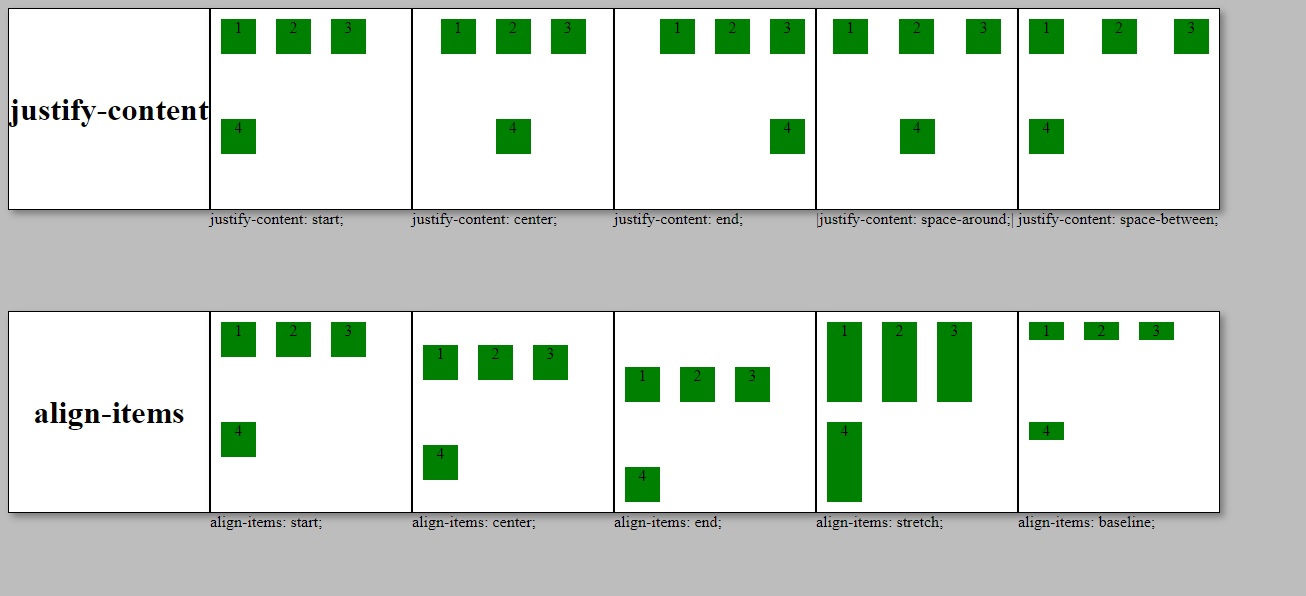 1 2 3 1 2 3 1 2 3 1 2 3 1 2 3
justify-content
4 4 4 4 4
justify-content: start; justify-content: center; justify-content: end; |justify-content: space-around;| justify-content: space-between;
1 2 3 1 2 3 1 2 3 1 2 3 1 2 3
align-items
4 4 4 4 4
align-items: start; align-items: center; align-items: end; align-items: stretch; align-items: baseline;